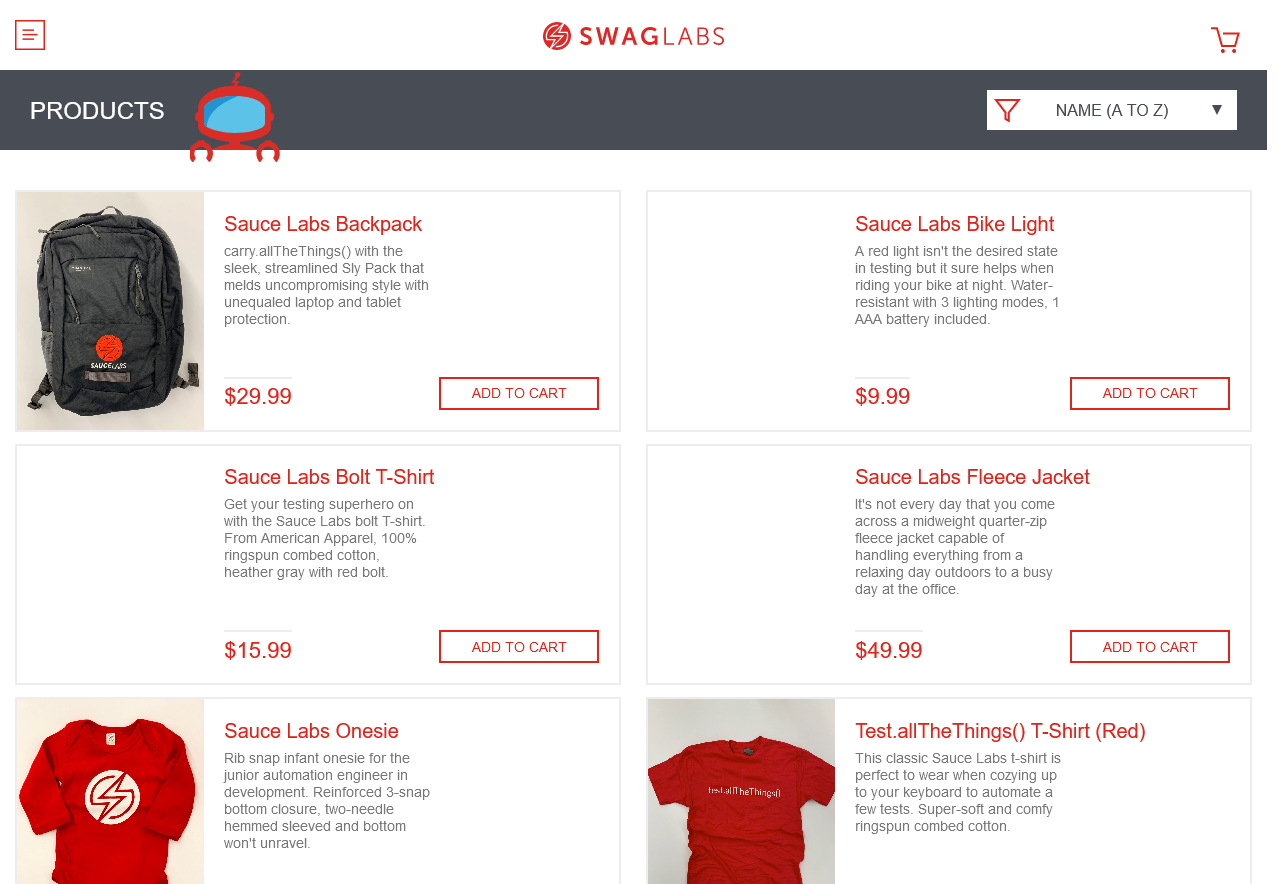 SWAGLABS
PRODUCTS
NAME (A TO Z)
▼
Sauce Labs Backpack
carry.allTheThings() with the
sleek, streamlined Sly Pack that
melds uncompromising style with
unequaled laptop and tablet
protection.
SAUCELABS
$29.99
ADD TO CART
Sauce Labs Bike Light
A red light isn't the desired state
in testing but it sure helps when
riding your bike at night. Water-
resistant with 3 lighting modes, 1
AAA battery included.
$9.99
ADD TO CART
Sauce Labs Bolt T-Shirt
Get your testing superhero on
with the Sauce Labs bolt T-shirt.
From American Apparel, 100%
ringspun combed cotton,
heather gray with red bolt.
$15.99
ADD TO CART
Sauce Labs Fleece Jacket
It's not every day that you come
across a midweight quarter-zip
fleece jacket capable of
handling everything from a
relaxing day outdoors to a busy
day at the office.
$49.99
ADD TO CART
Sauce Labs Onesie
Rib snap infant onesie for the
junior automation engineer in
development. Reinforced 3-snap
bottom closure, two-needle
hemmed sleeved and bottom
won't unravel.
test.allTheThings()
Test.allTheThings() T-Shirt (Red)
This classic Sauce Labs t-shirt is
perfect to wear when cozying up
to your keyboard to automate a
few tests. Super-soft and comfy
ringspun combed cotton.